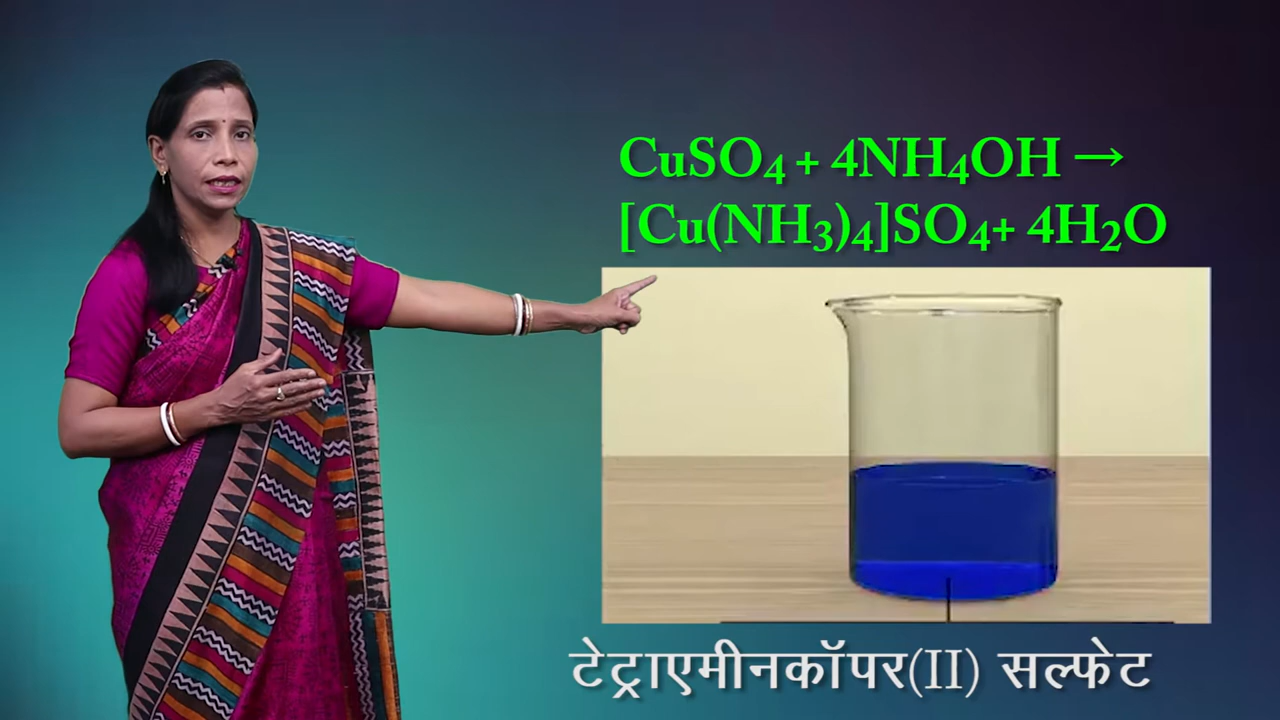 CuSO₄ + 4NH₄OH →
[Cu(NH₃)₄]SO₄+ 4H₂O
टेट्राएमीनकॉपर(II) सल्फेट